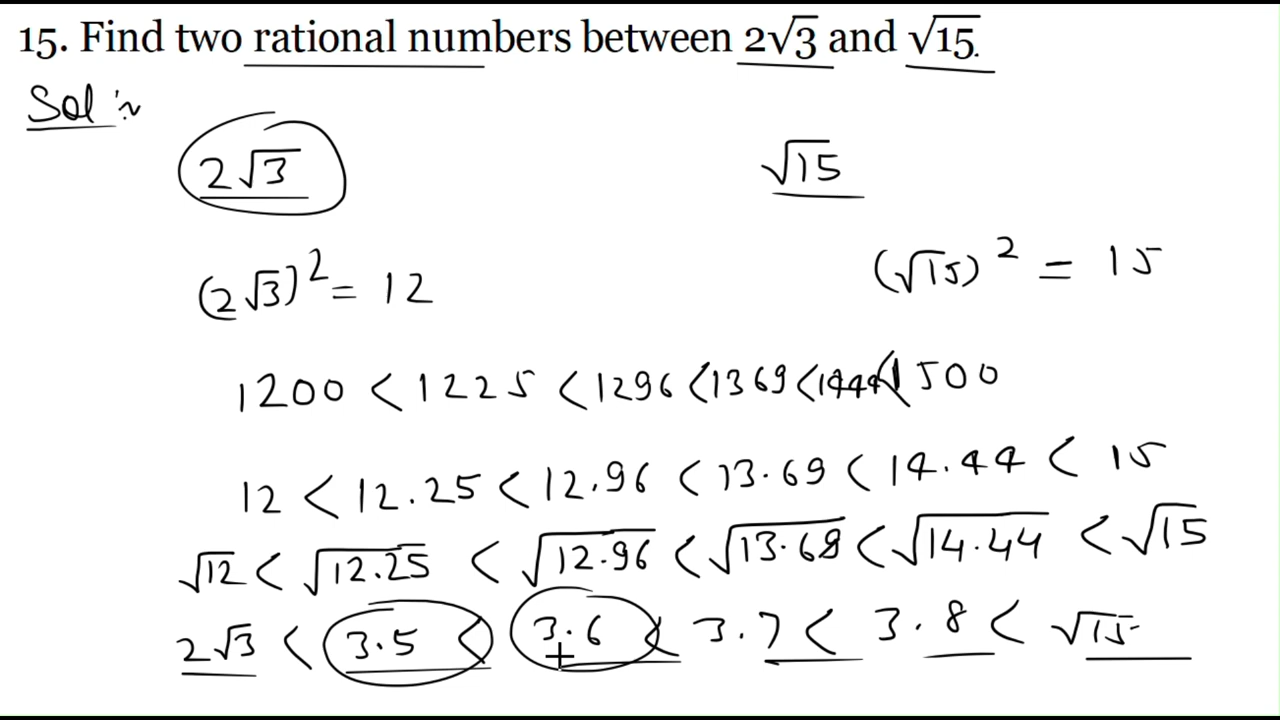 15. Find two rational numbers between 2√3 and √15.
Sol'n
2√3 √15
(2√3)² = 12 (√15)² = 15
1200 < 1225 < 1296 < 1369 < 1444 < 1500
12 < 12.25 < 12.96 < 13.69 < 14.44 < 15
√12 < √12.25 < √12.96 < √13.69 < √14.44 < √15
2√3 < 3.5 < 3.6 < 3.7 < 3.8 < √15